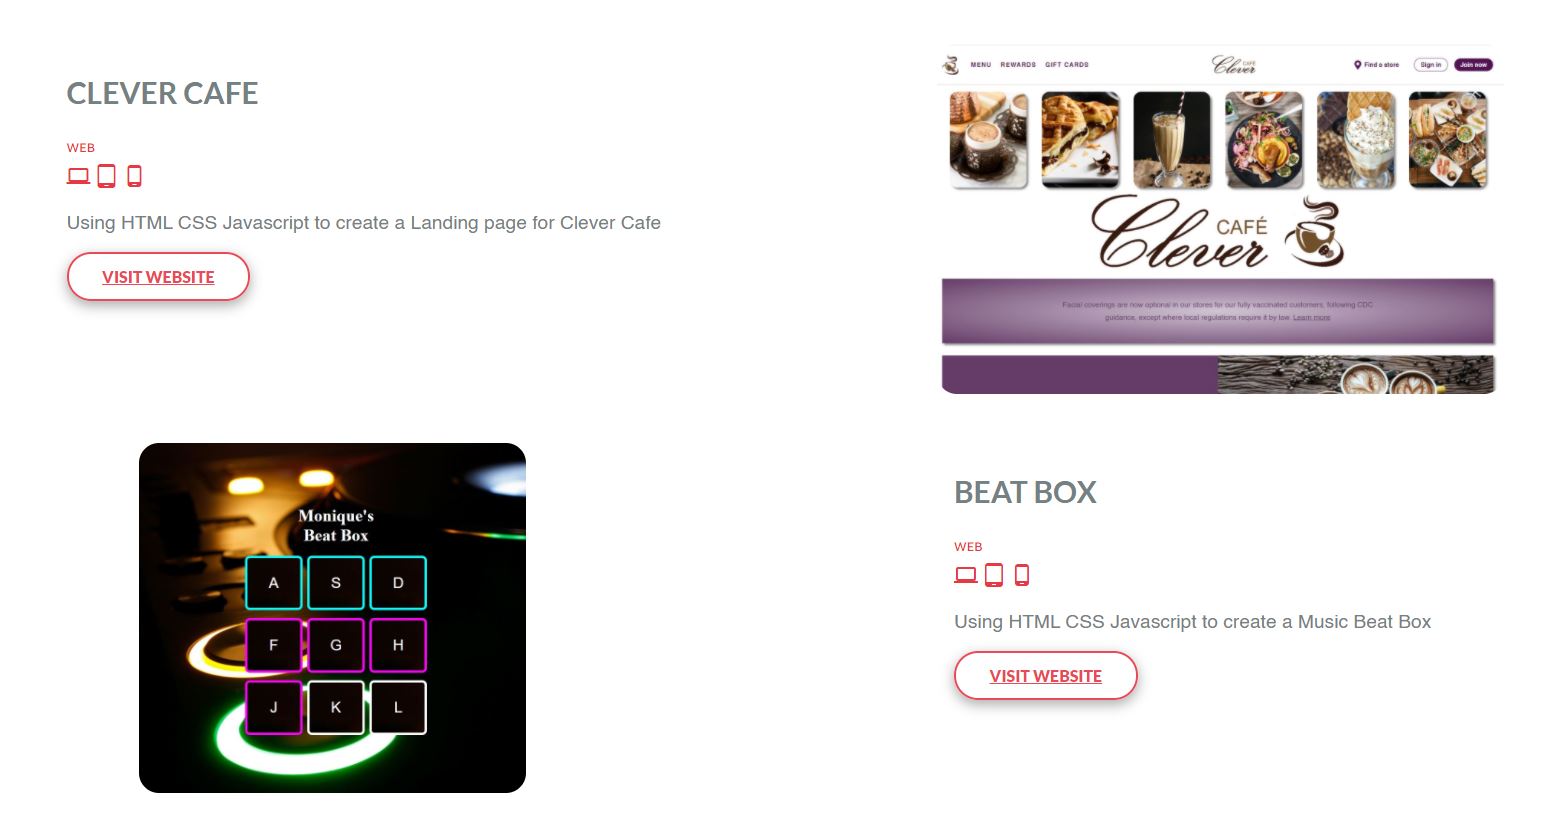 CLEVER CAFE
WEB
Using HTML CSS Javascript to create a Landing page for Clever Cafe
VISIT WEBSITE
MENU REWARDS GIFT CARDS Clever CAFÉ Find a store Sign in Join now
Clever CAFÉ
Facial coverings are now optional in our stores for our fully vaccinated customers, following CDC
guidance, except where local regulations require it by law. Learn more
Monique's
Beat Box
A S D
F G H
J K L
BEAT BOX
WEB
Using HTML CSS Javascript to create a Music Beat Box
VISIT WEBSITE